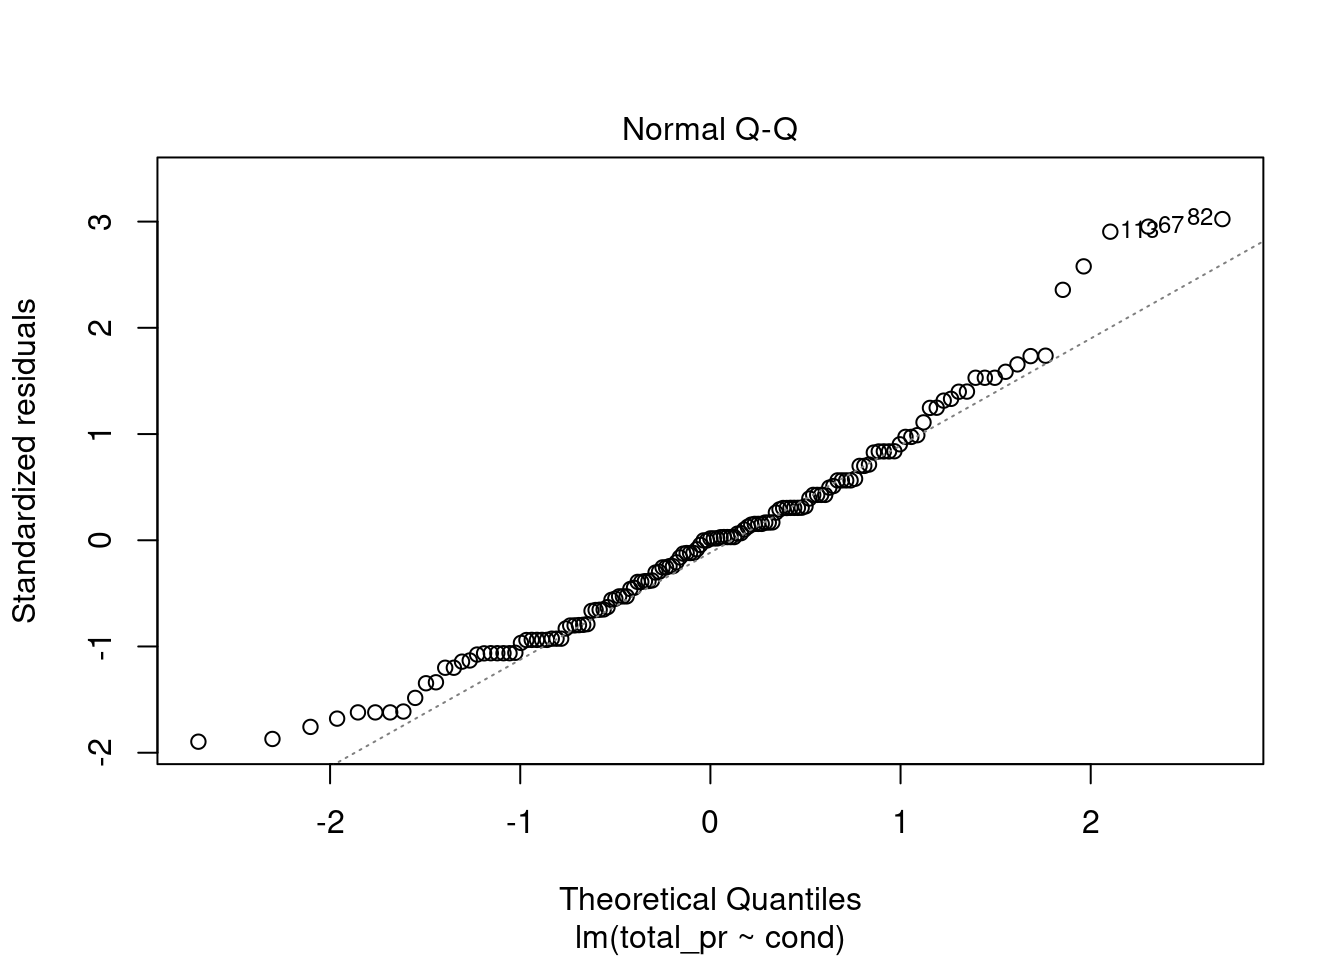 Normal Q-Q
Standardized residuals
3
2
1
0
-1
-2
113
67
82
-2 -1 0 1 2
Theoretical Quantiles
lm(total_pr ~ cond)